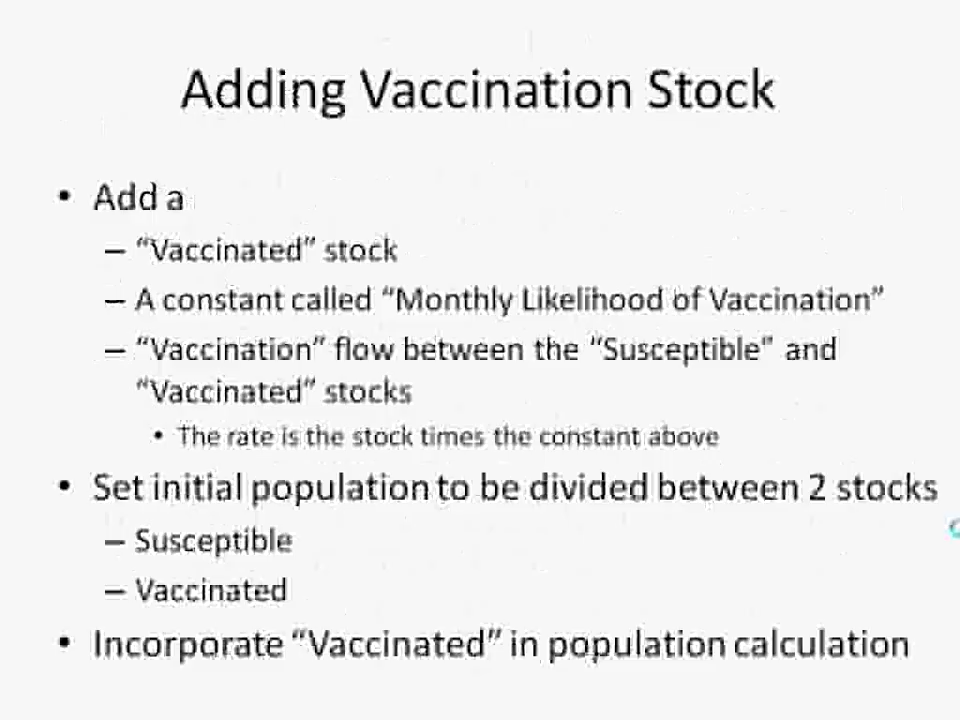 Adding Vaccination Stock
• Add a
– “Vaccinated” stock
– A constant called “Monthly Likelihood of Vaccination”
– “Vaccination” flow between the “Susceptible” and
“Vaccinated” stocks
• The rate is the stock times the constant above
• Set initial population to be divided between 2 stocks
– Susceptible
– Vaccinated
• Incorporate “Vaccinated” in population calculation